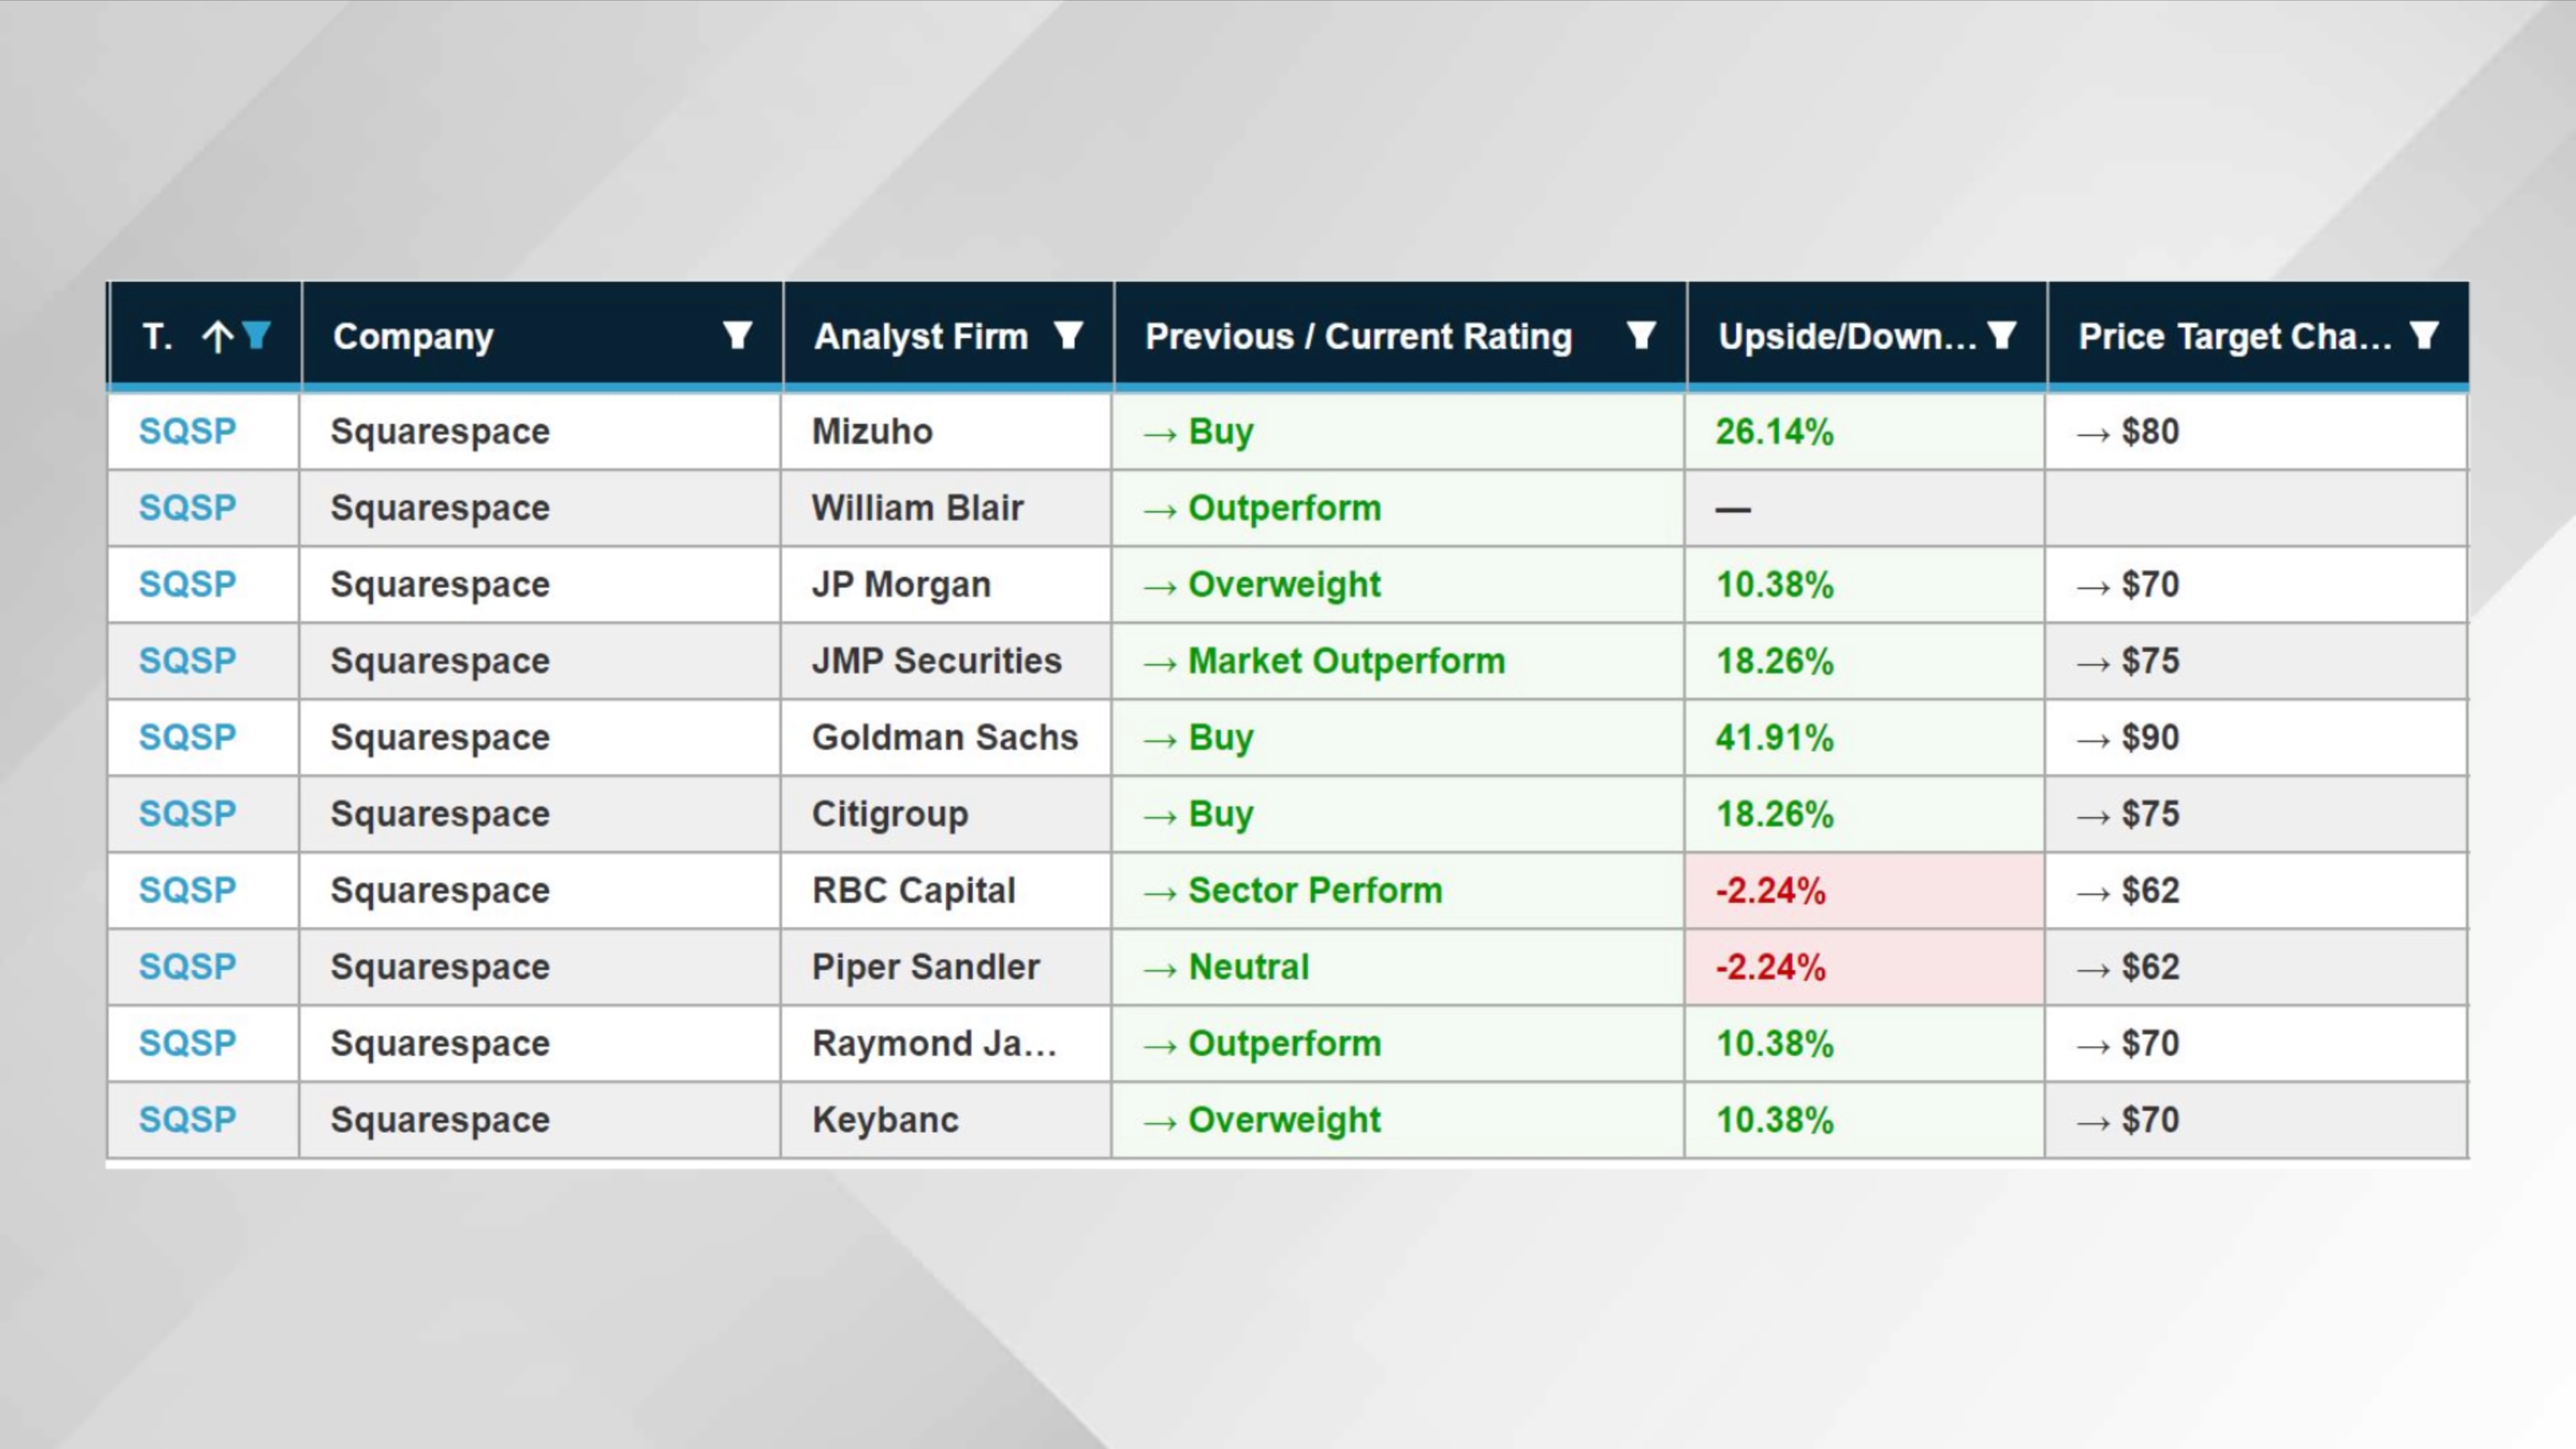 T. Company Analyst Firm Previous / Current Rating Upside/Down... Price Target Cha...
SQSP Squarespace Mizuho → Buy 26.14% → $80
SQSP Squarespace William Blair → Outperform —
SQSP Squarespace JP Morgan → Overweight 10.38% → $70
SQSP Squarespace JMP Securities → Market Outperform 18.26% → $75
SQSP Squarespace Goldman Sachs → Buy 41.91% → $90
SQSP Squarespace Citigroup → Buy 18.26% → $75
SQSP Squarespace RBC Capital → Sector Perform -2.24% → $62
SQSP Squarespace Piper Sandler → Neutral -2.24% → $62
SQSP Squarespace Raymond Ja... → Outperform 10.38% → $70
SQSP Squarespace Keybanc → Overweight 10.38% → $70